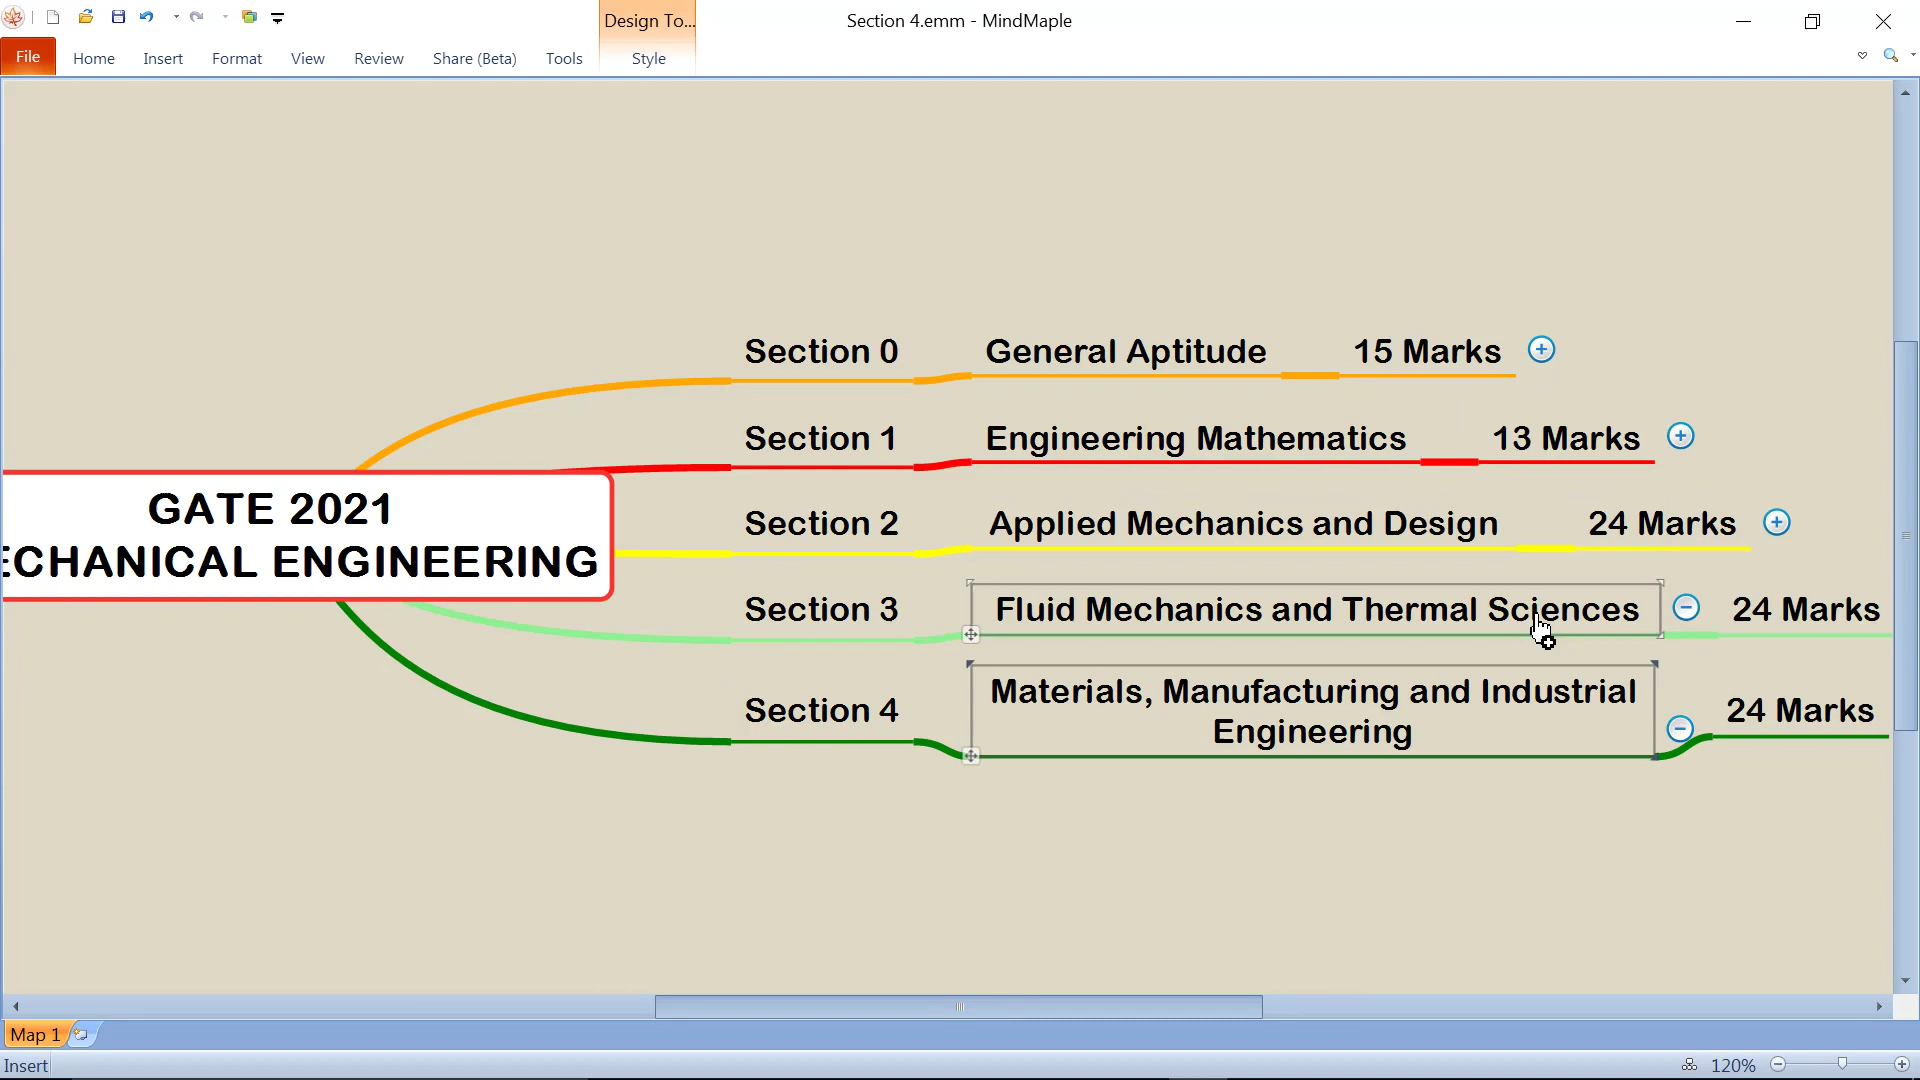 Design To...
Section 4.emm - MindMaple
File
Home
Insert
Format
View
Review
Share (Beta)
Tools
Style
Section 0
General Aptitude
15 Marks
Section 1
Engineering Mathematics
13 Marks
GATE 2021
ECHANICAL ENGINEERING
Section 2
Applied Mechanics and Design
24 Marks
Section 3
Fluid Mechanics and Thermal Sciences
24 Marks
Section 4
Materials, Manufacturing and Industrial
Engineering
24 Marks
Map 1
Insert
120%